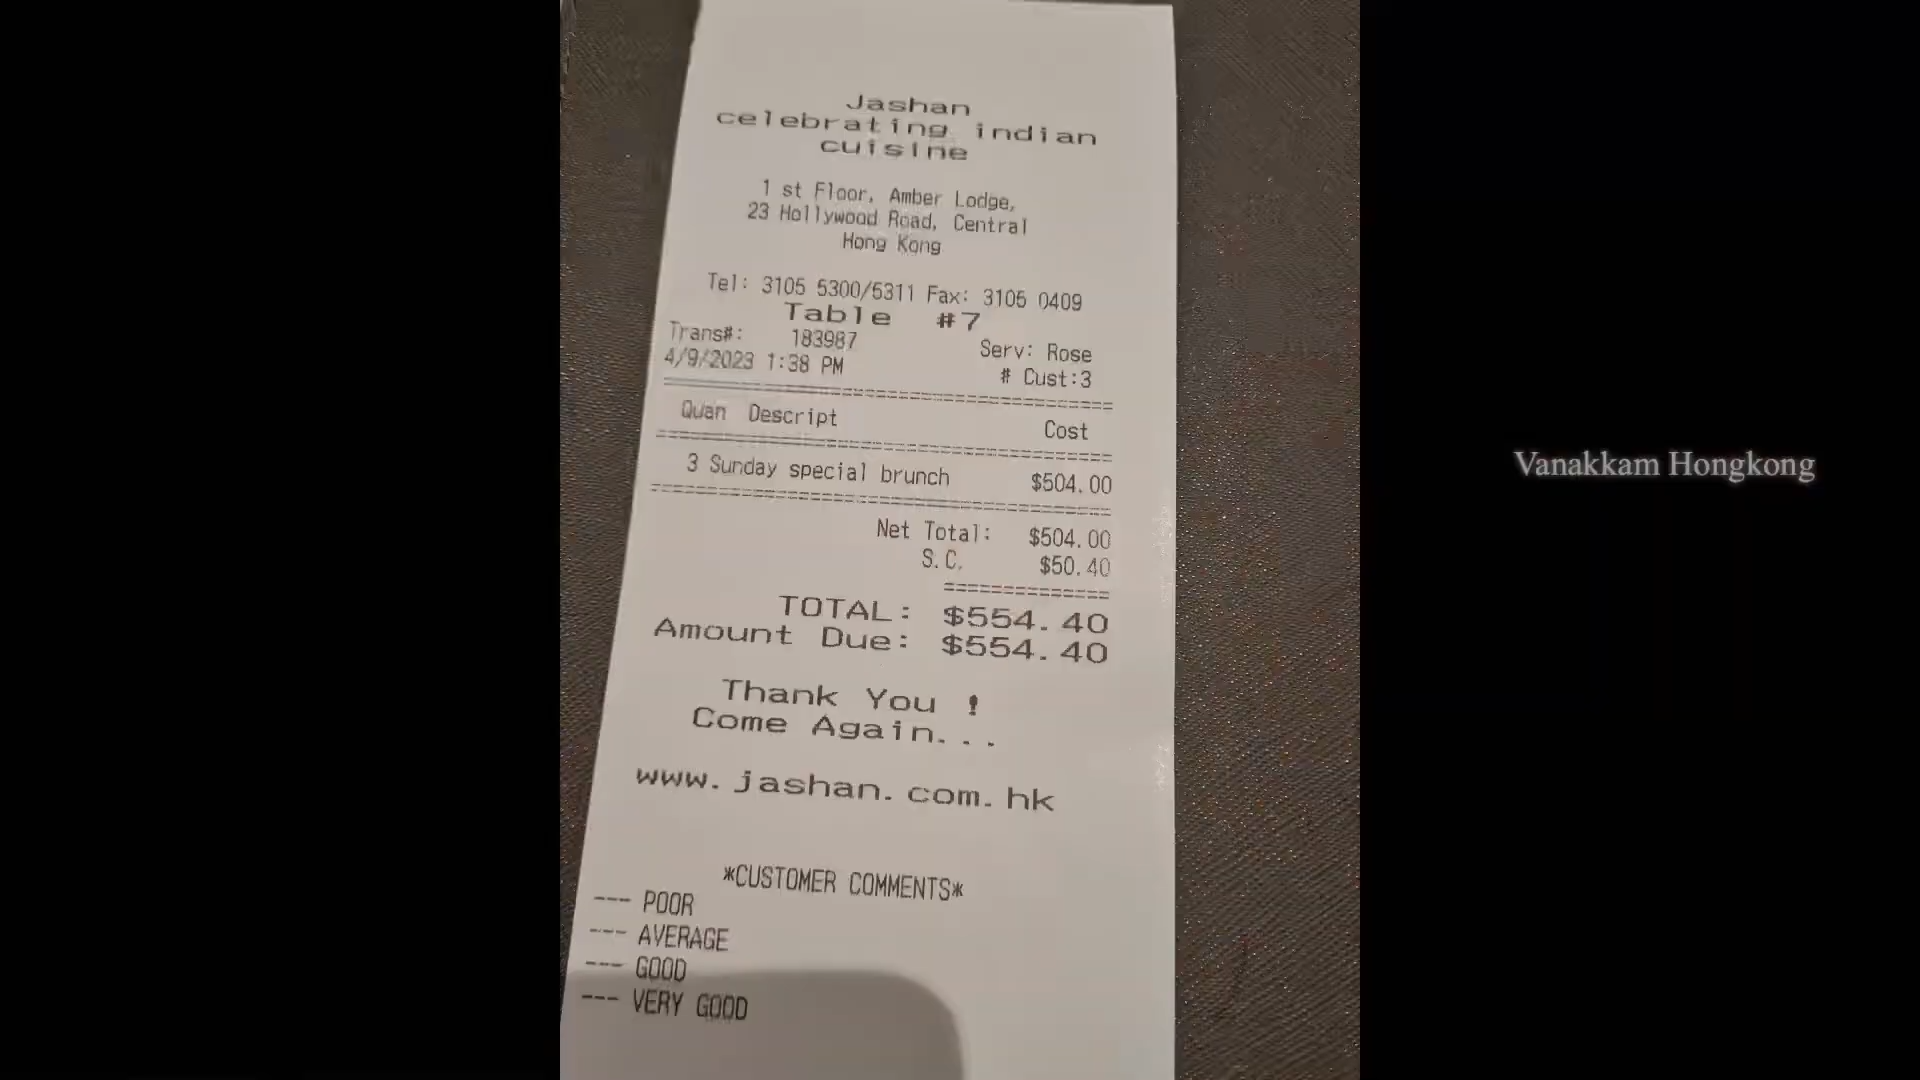 Jashan
celebrating indian
cuisine
1 st Floor, Amber Lodge,
23 Hollywood Road, Central
Hong Kong
Tel: 3105 5300/5311 Fax: 3105 0409
Table #7
Trans#: 183987 Serv: Rose
4/9/2023 1:38 PM # Cust:3
Quan Descript Cost
3 Sunday special brunch $504.00
Net Total: $504.00
S.C. $50.40
TOTAL: $554.40
Amount Due: $554.40
Thank You !
Come Again...
www.jashan.com.hk
*CUSTOMER COMMENTS*
--- POOR
--- AVERAGE
--- GOOD
--- VERY GOOD
Vanakkam Hongkong